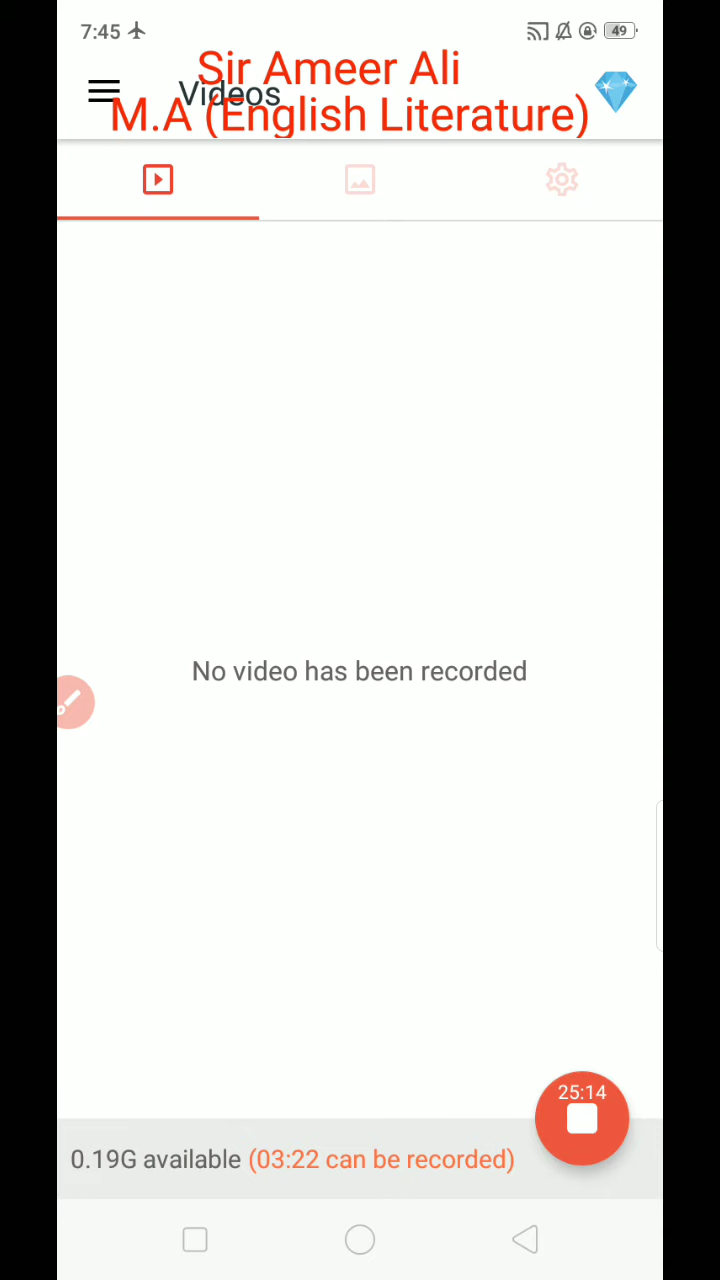 7:45
49
Sir Ameer Ali
Videos
M.A (English Literature)
No video has been recorded
25:14
0.19G available (03:22 can be recorded)